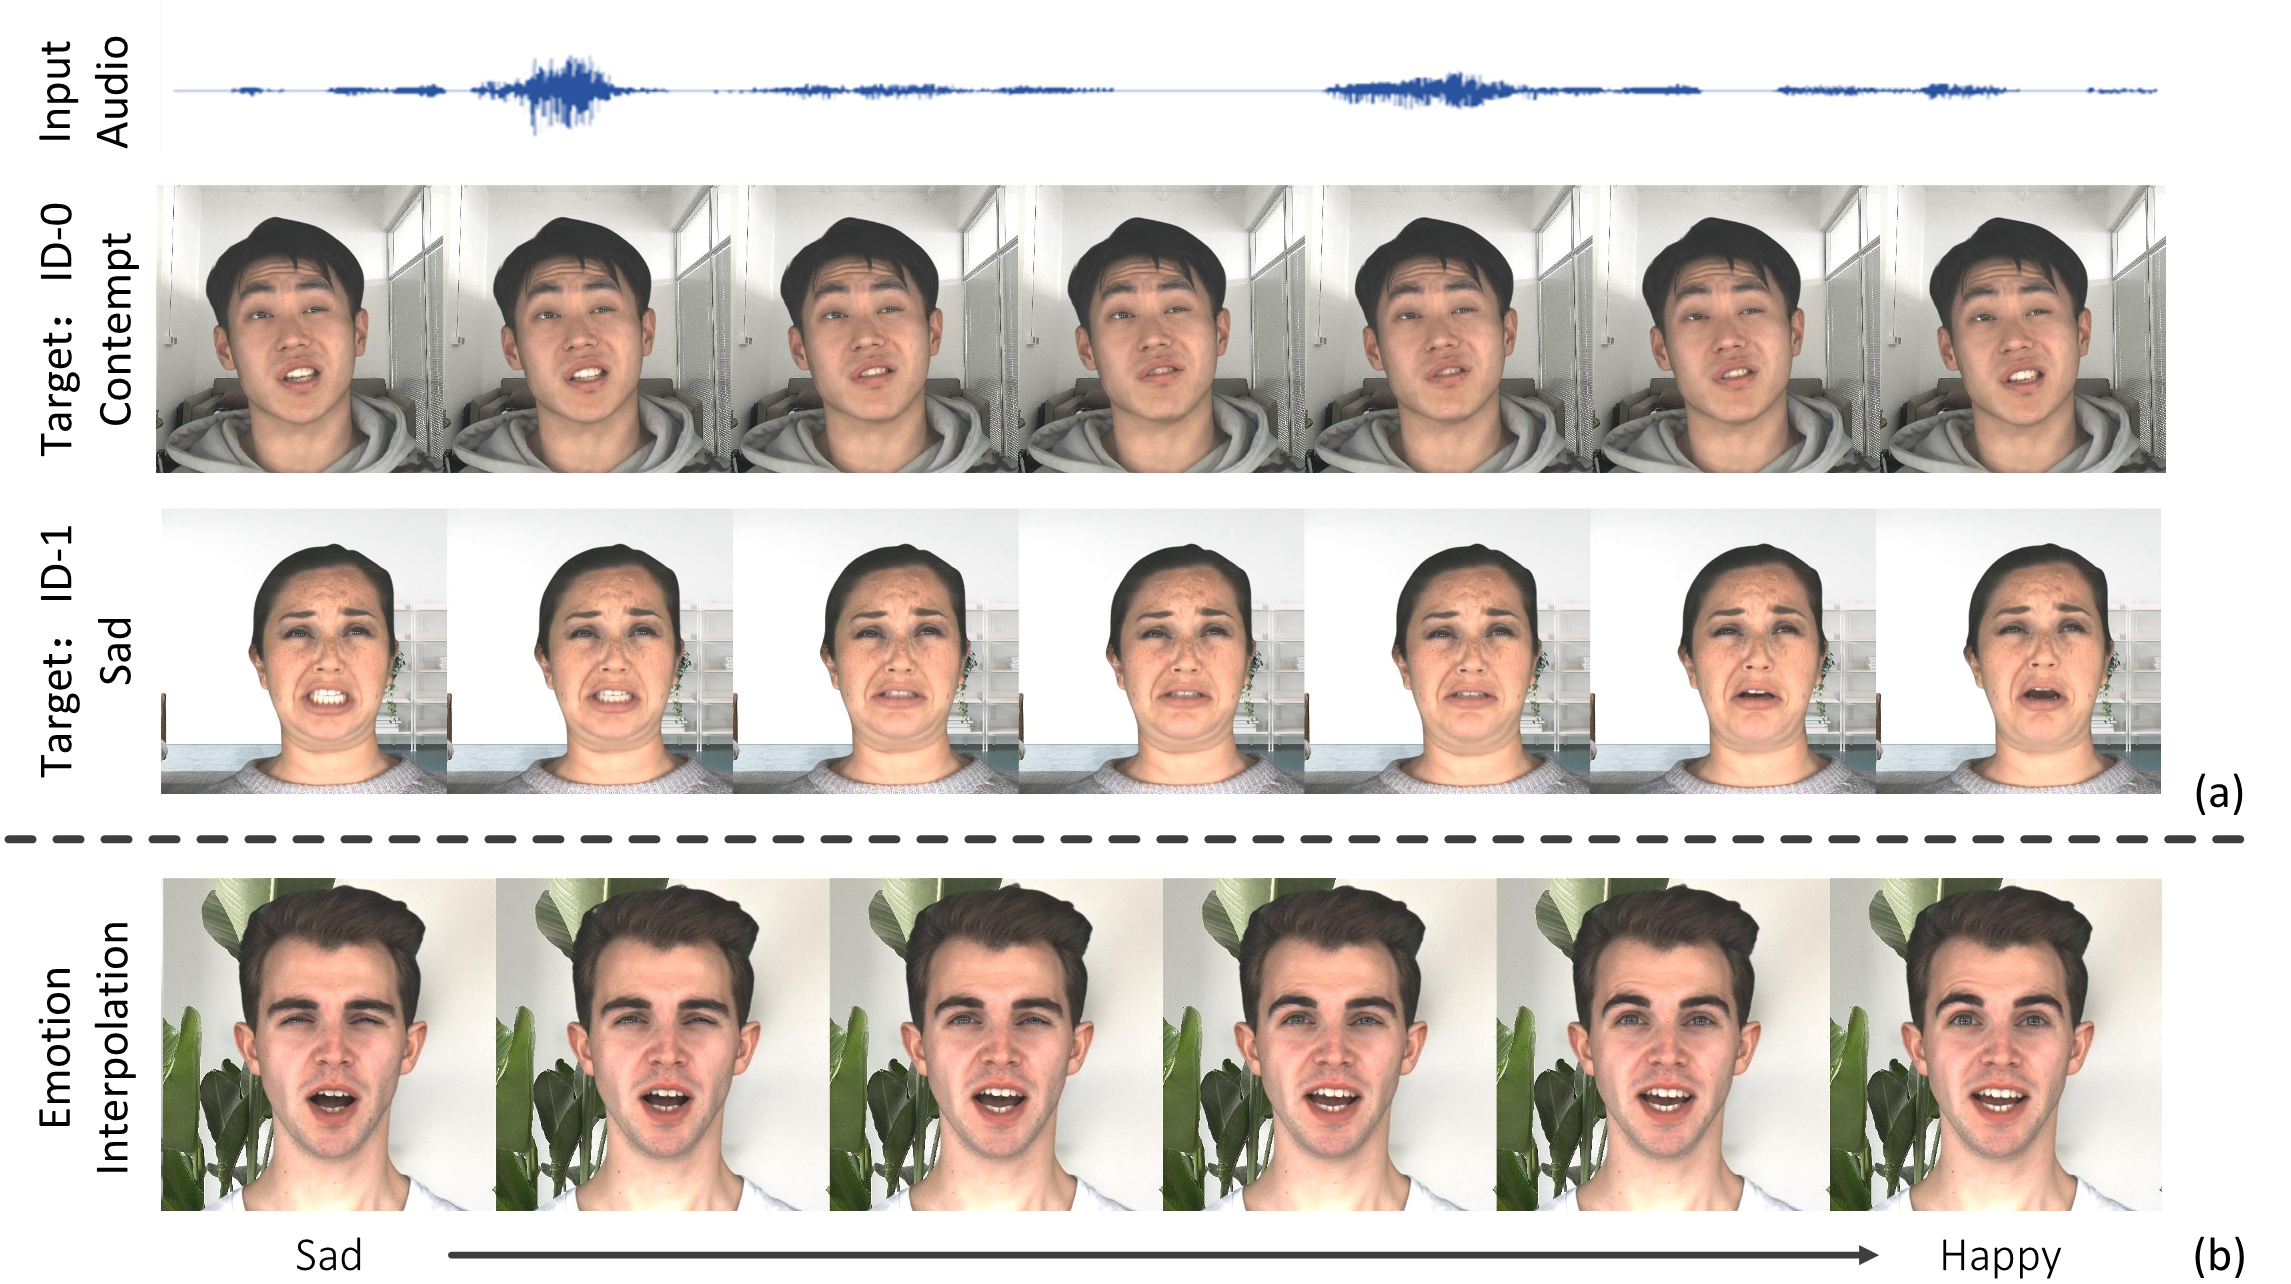 Input
Audio
Target: ID-0
Contempt
Target: ID-1
Sad
(a)
Emotion
Interpolation
Sad
Happy
(b)